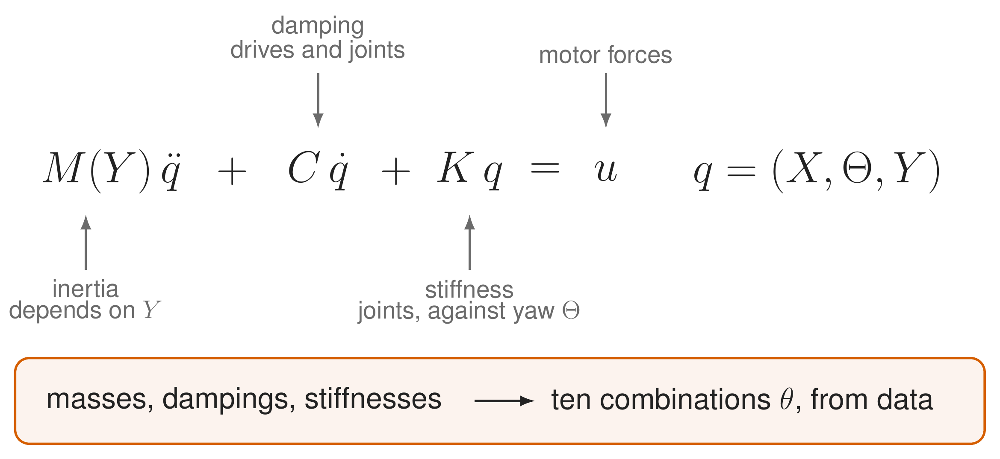 damping
drives and joints
motor forces
M(Y) q̈ + C q̇ + K q = u q = (X, Θ, Y)
inertia
depends on Y
stiffness
joints, against yaw Θ
masses, dampings, stiffnesses → ten combinations θ, from data